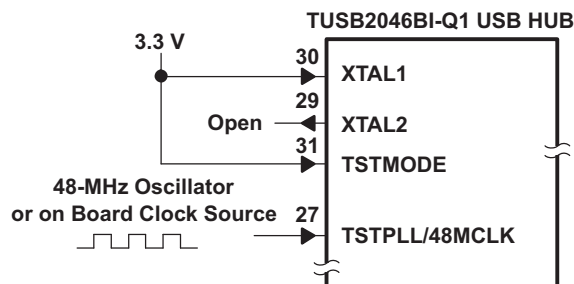 TUSB2046BI-Q1 USB HUB
3.3 V
30
XTAL1
29
Open
XTAL2
31
TSTMODE
48-MHz Oscillator
or on Board Clock Source
27
TSTPLL/48MCLK